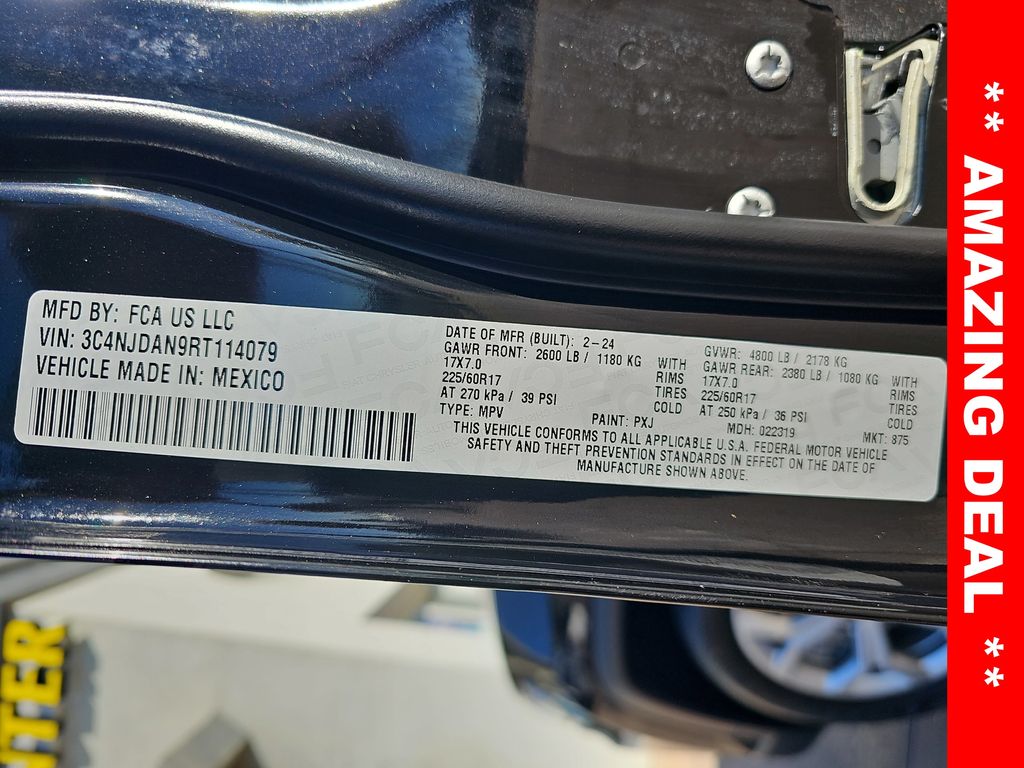 MFD BY: FCA US LLC
VIN: 3C4NJDAN9RT114079
VEHICLE MADE IN: MEXICO
DATE OF MFR (BUILT): 2-24
GVWR: 4800 LB / 2178 KG
GAWR FRONT: 2600 LB / 1180 KG WITH
GAWR REAR: 2380 LB / 1080 KG WITH
17X7.0 RIMS
17X7.0 RIMS
225/60R17 TIRES
225/60R17 TIRES
AT 270 kPa / 39 PSI COLD
AT 250 kPa / 36 PSI COLD
TYPE: MPV PAINT: PXJ MDH: 022319 MKT: 875
THIS VEHICLE CONFORMS TO ALL APPLICABLE U.S.A. FEDERAL MOTOR VEHICLE
SAFETY AND THEFT PREVENTION STANDARDS IN EFFECT ON THE DATE OF
MANUFACTURE SHOWN ABOVE.
** AMAZING DEAL **